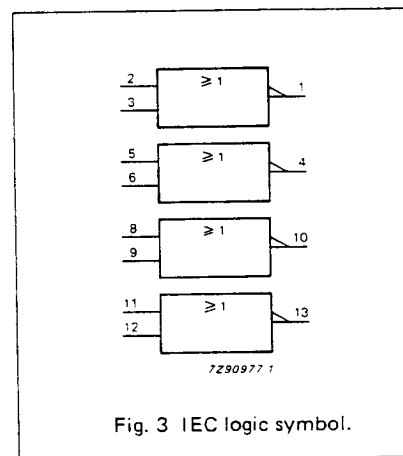 2 ≥ 1 1
3
5 ≥ 1 4
6
8 ≥ 1 10
9
11 ≥ 1 13
12
7Z90977 1
Fig. 3 IEC logic symbol.